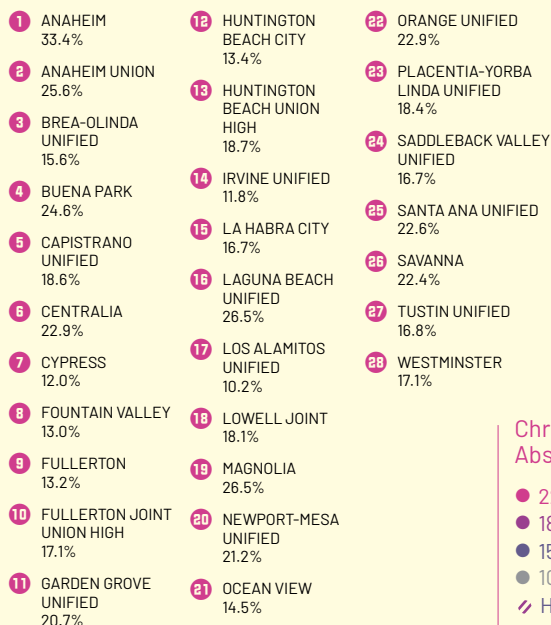 1 ANAHEIM
33.4%
2 ANAHEIM UNION
25.6%
3 BREA-OLINDA
UNIFIED
15.6%
4 BUENA PARK
24.6%
5 CAPISTRANO
UNIFIED
18.6%
6 CENTRALIA
22.9%
7 CYPRESS
12.0%
8 FOUNTAIN VALLEY
13.0%
9 FULLERTON
13.2%
10 FULLERTON JOINT
UNION HIGH
17.1%
11 GARDEN GROVE
UNIFIED
20.7%
12 HUNTINGTON
BEACH CITY
13.4%
13 HUNTINGTON
BEACH UNION
HIGH
18.7%
14 IRVINE UNIFIED
11.8%
15 LA HABRA CITY
16.7%
16 LAGUNA BEACH
UNIFIED
26.5%
17 LOS ALAMITOS
UNIFIED
10.2%
18 LOWELL JOINT
18.1%
19 MAGNOLIA
26.5%
20 NEWPORT-MESA
UNIFIED
21.2%
21 OCEAN VIEW
14.5%
22 ORANGE UNIFIED
22.9%
23 PLACENTIA-YORBA
LINDA UNIFIED
18.4%
24 SADDLEBACK VALLEY
UNIFIED
16.7%
25 SANTA ANA UNIFIED
22.6%
26 SAVANNA
22.4%
27 TUSTIN UNIFIED
16.8%
28 WESTMINSTER
17.1%
Chr
Abs
18
15
10
H